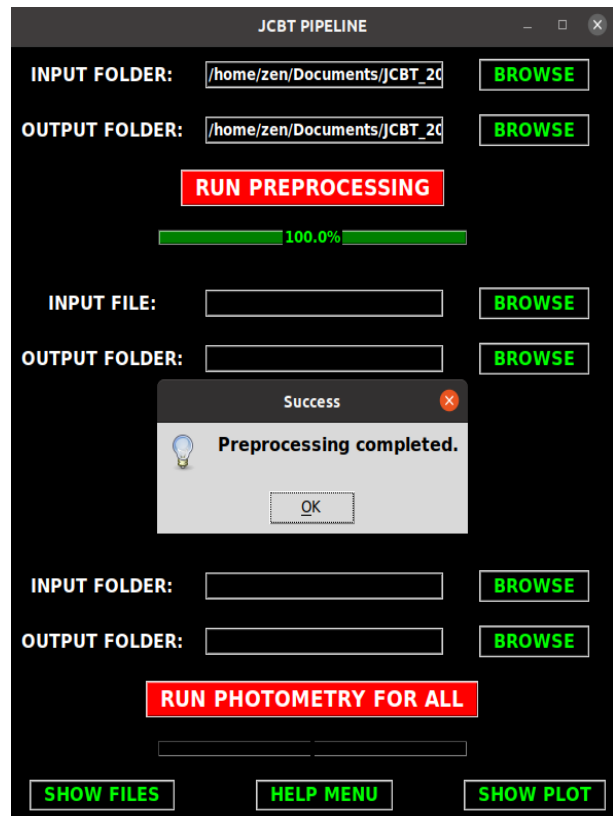 JCBT PIPELINE
INPUT FOLDER: /home/zen/Documents/JCBT_20 BROWSE
OUTPUT FOLDER: /home/zen/Documents/JCBT_20 BROWSE
RUN PREPROCESSING
100.0%
INPUT FILE: BROWSE
OUTPUT FOLDER: BROWSE
Success
Preprocessing completed.
OK
INPUT FOLDER: BROWSE
OUTPUT FOLDER: BROWSE
RUN PHOTOMETRY FOR ALL
SHOW FILES HELP MENU SHOW PLOT